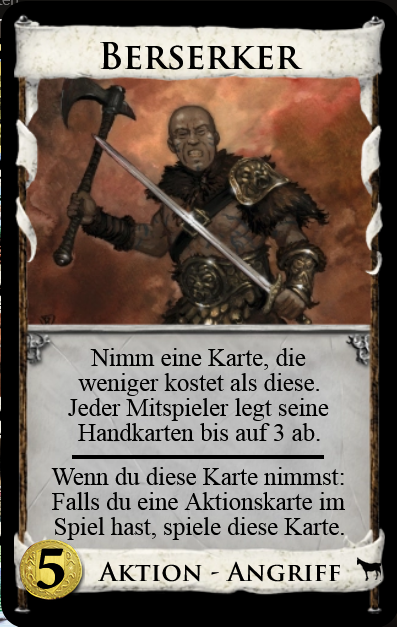 BERSERKER
Nimm eine Karte, die
weniger kostet als diese.
Jeder Mitspieler legt seine
Handkarten bis auf 3 ab.
Wenn du diese Karte nimmst:
Falls du eine Aktionskarte im
Spiel hast, spiele diese Karte.
5 AKTION - ANGRIFF